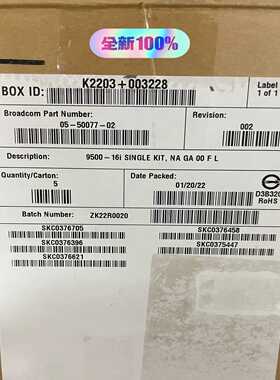 全新100%
K2203+003228
BOX ID:
Label
1 of 1
Broadcom Part Number:
05-50077-02
Revision:
002
Description: 9500-16i SINGLE KIT, NA GA 00 F L
Quantity/Carton:
5
Date Packed:
01/20/22
D3B320
RoHS
Batch Number: ZK22R0020
SKC0376705
SKC0376458
SKC0376396
SKC0375447
SKC0376621